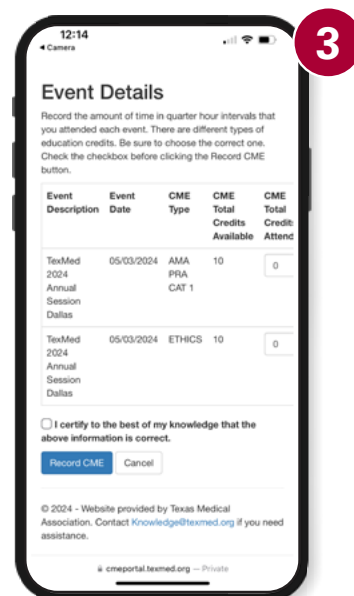 3
12:14
Camera
Event Details
Record the amount of time in quarter hour intervals that
you attended each event. There are different types of
education credits. Be sure to choose the correct one.
Check the checkbox before clicking the Record CME
button.
Event Description Event Date CME Type CME Total Credits Available CME Total Credits Attend
TexMed 2024 Annual Session Dallas 05/03/2024 AMA PRA CAT 1 10 0
TexMed 2024 Annual Session Dallas 05/03/2024 ETHICS 10 0
I certify to the best of my knowledge that the
above information is correct.
Record CME Cancel
© 2024 - Website provided by Texas Medical
Association. Contact Knowledge@texmed.org if you need
assistance.
cmeportal.texmed.org — Private